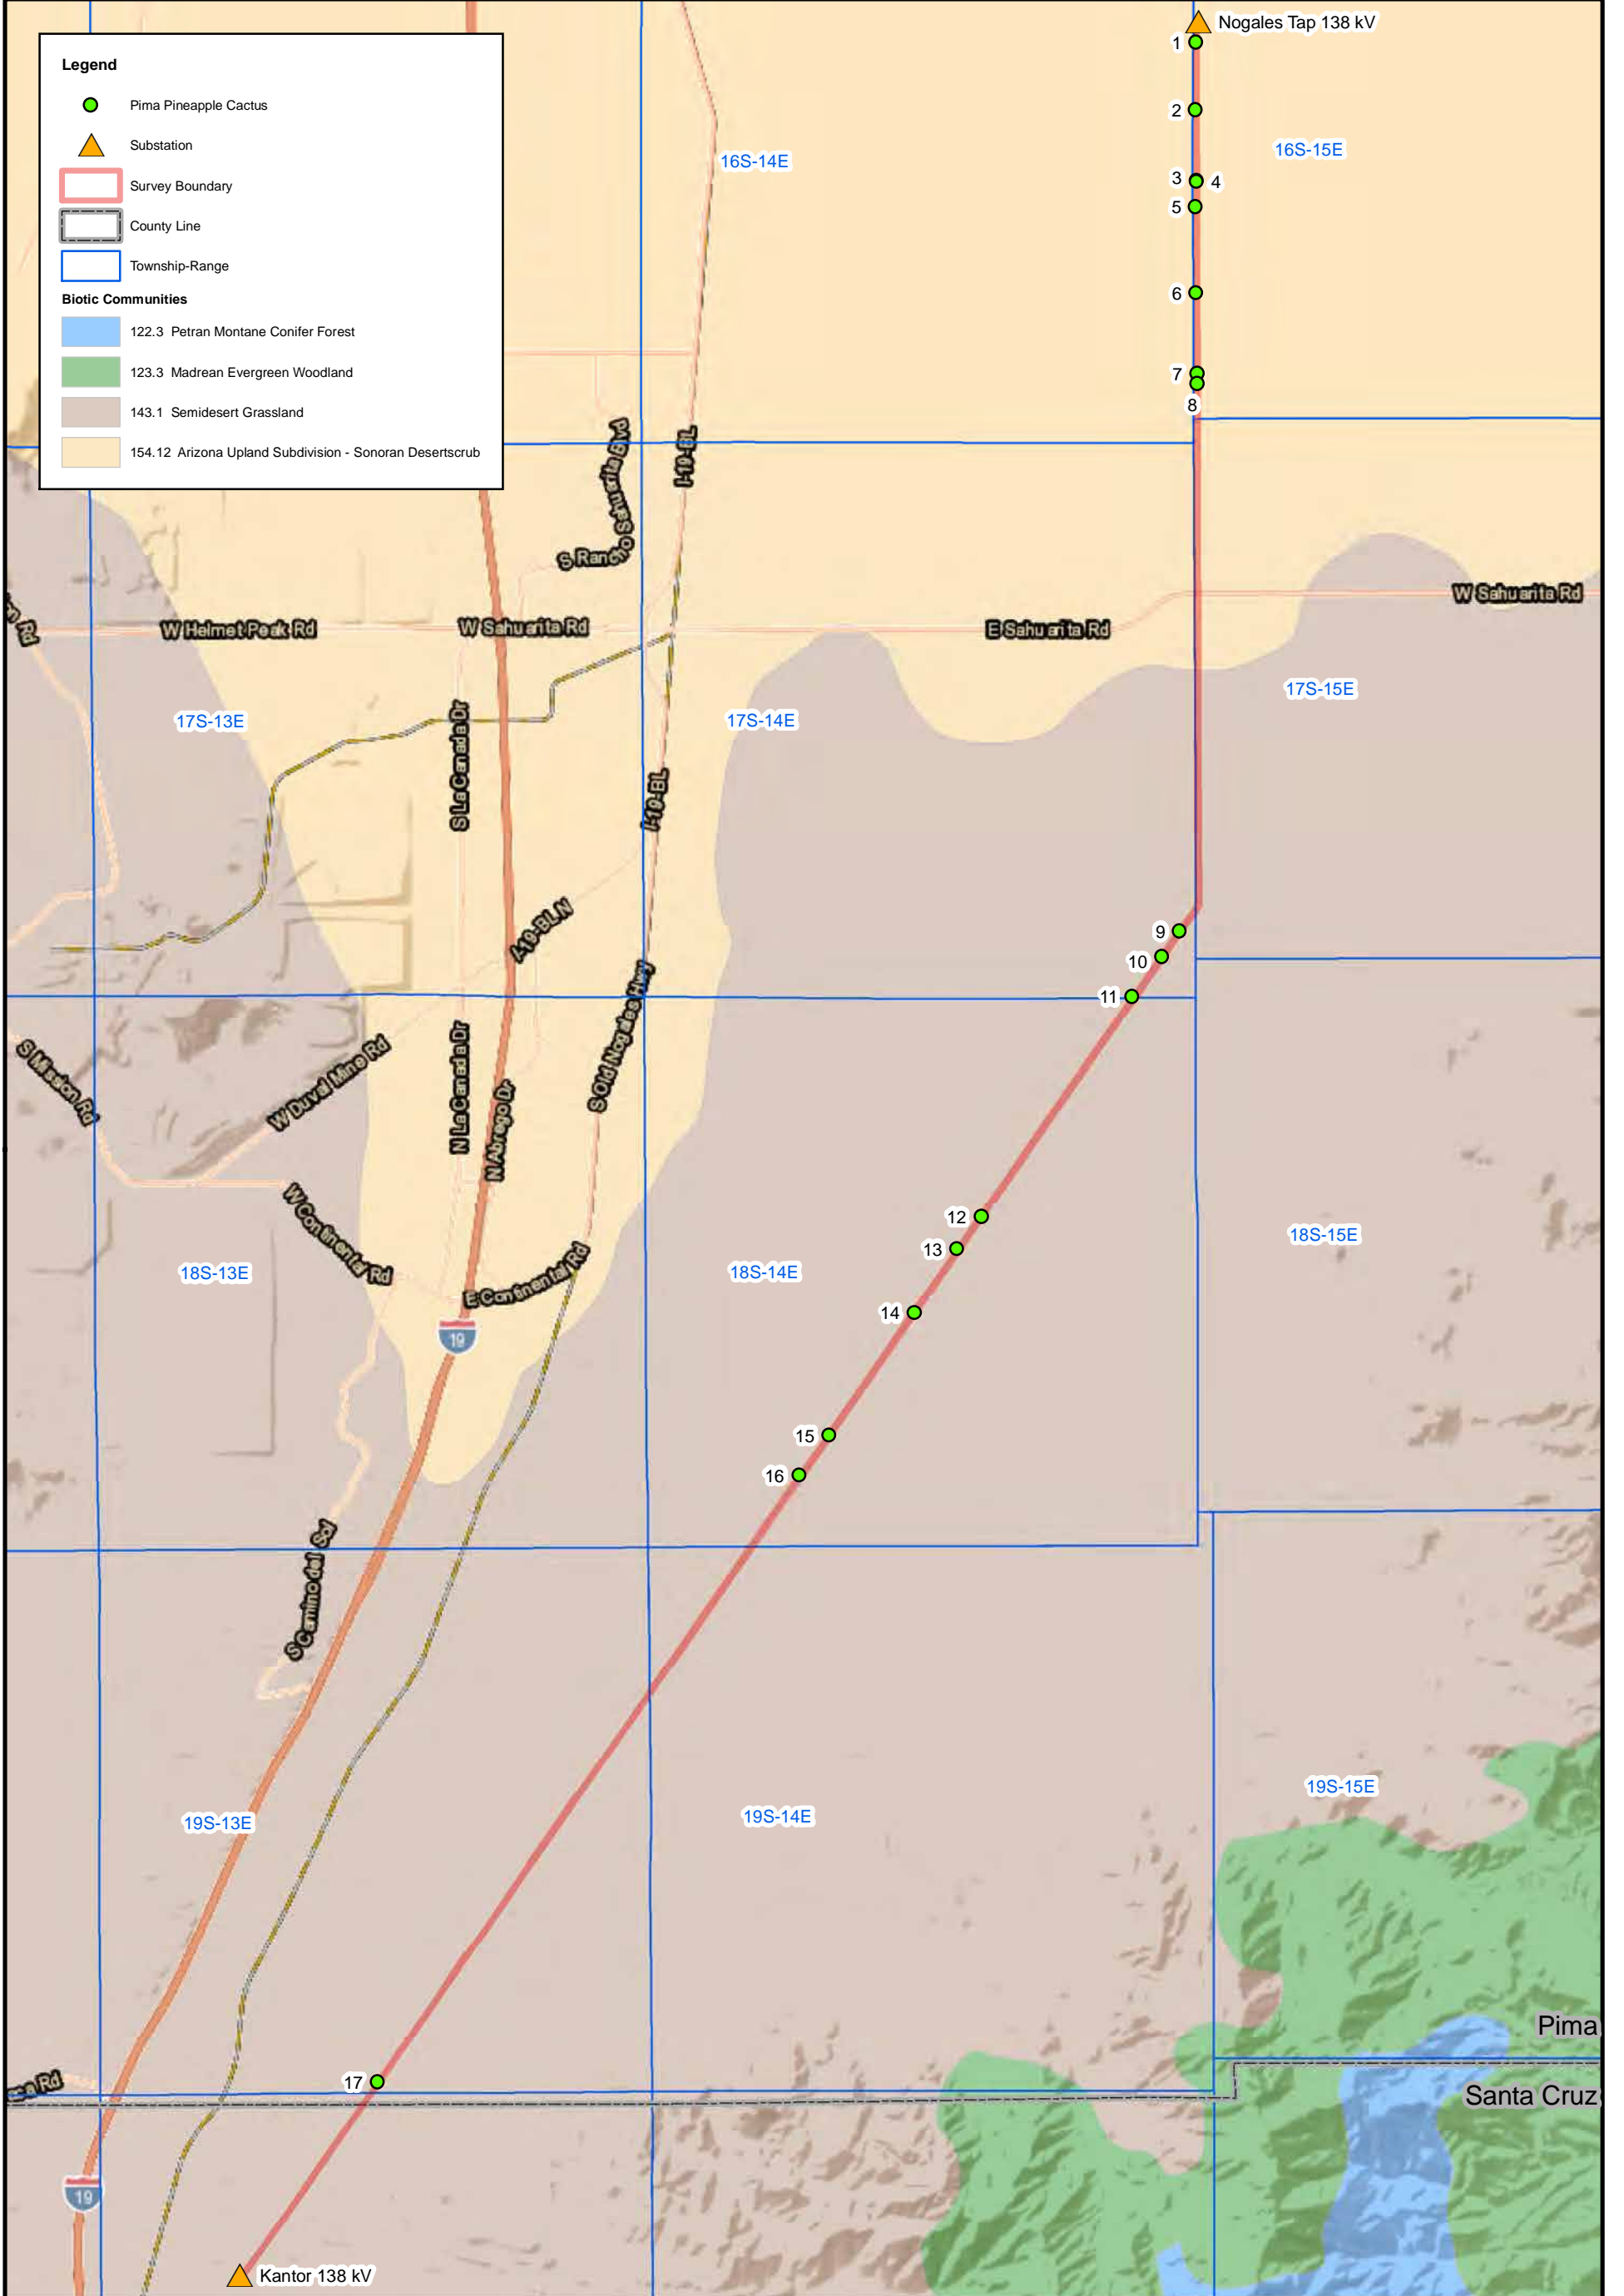 Nogales Tap 138 kV
1
Legend
Pima Pineapple Cactus
2
Substation
16S-15E
16S-14E
3
4
Survey Boundary
5
County Line
Township-Range
6
Biotic Communities
122.3 Petran Montane Conifer Forest
123.3 Madrean Evergreen Woodland
7
8
143.1 Semidesert Grassland
154.12 Arizona Upland Subdivision - Sonoran Desertscrub
I-19-BL
S Rancho Sahuarita Blvd
W Sahuarita Rd
Rd
W Helmet Peak Rd
W Sahuarita Rd
E Sahuarita Rd
17S-15E
17S-13E
17S-14E
S La Canada Dr
I-19-BL
I-19-BL N
9
10
11
S Old Nogales Hwy
S Mission Rd
W Duval Mine Rd
N La Canada Dr
N Abrego Dr
W Continental Rd
12
13
18S-15E
18S-13E
18S-14E
E Continental Rd
14
19
15
16
S Camino del Sol
19S-15E
19S-14E
19S-13E
Pima
17
Rd
Santa Cruz
19
Kantor 138 kV